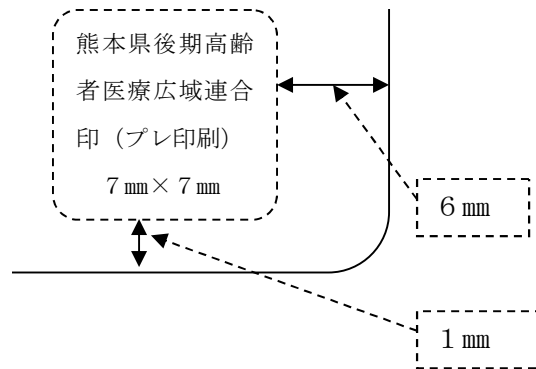 熊本県後期高齢
者医療広域連合
印（プレ印刷）
７㎜×７㎜
６㎜
１㎜